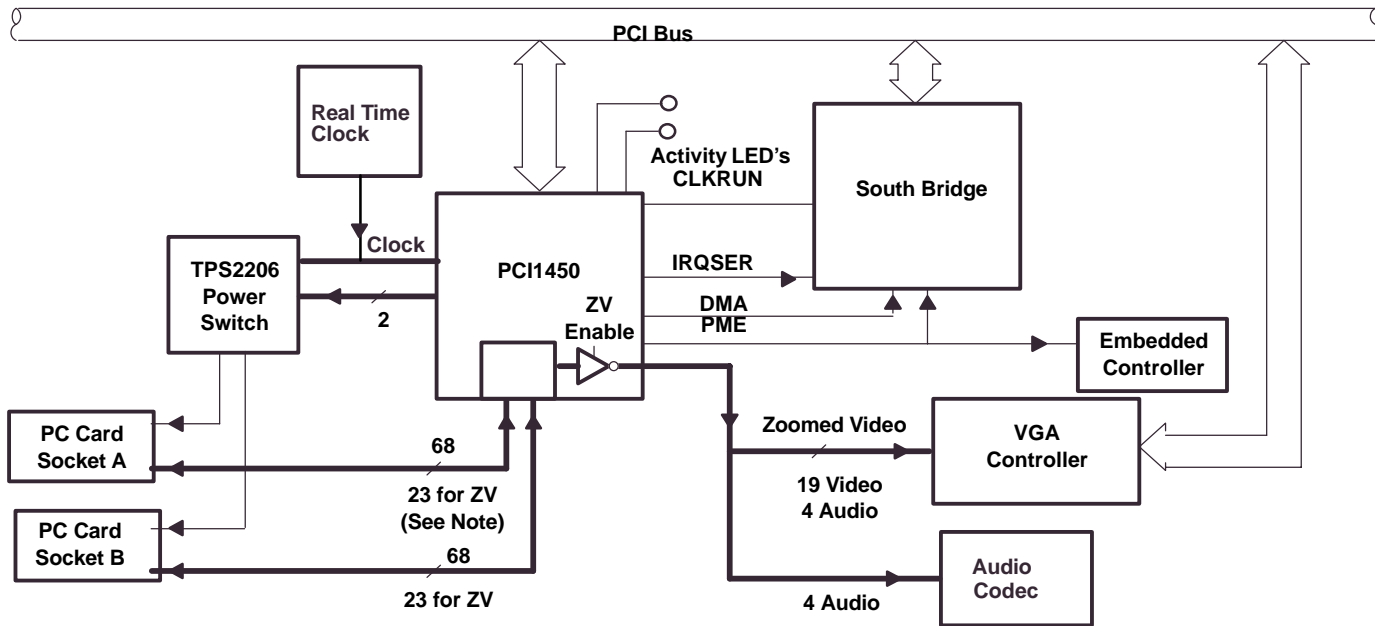 PCI Bus
Real Time
Clock
Activity LED's
CLKRUN
South Bridge
Clock
TPS2206
Power
Switch
PCI1450
IRQSER
2
ZV
Enable
DMA
PME
Embedded
Controller
PC Card
Socket A
68
23 for ZV
(See Note)
Zoomed Video
19 Video
4 Audio
VGA
Controller
PC Card
Socket B
68
23 for ZV
4 Audio
Audio
Codec